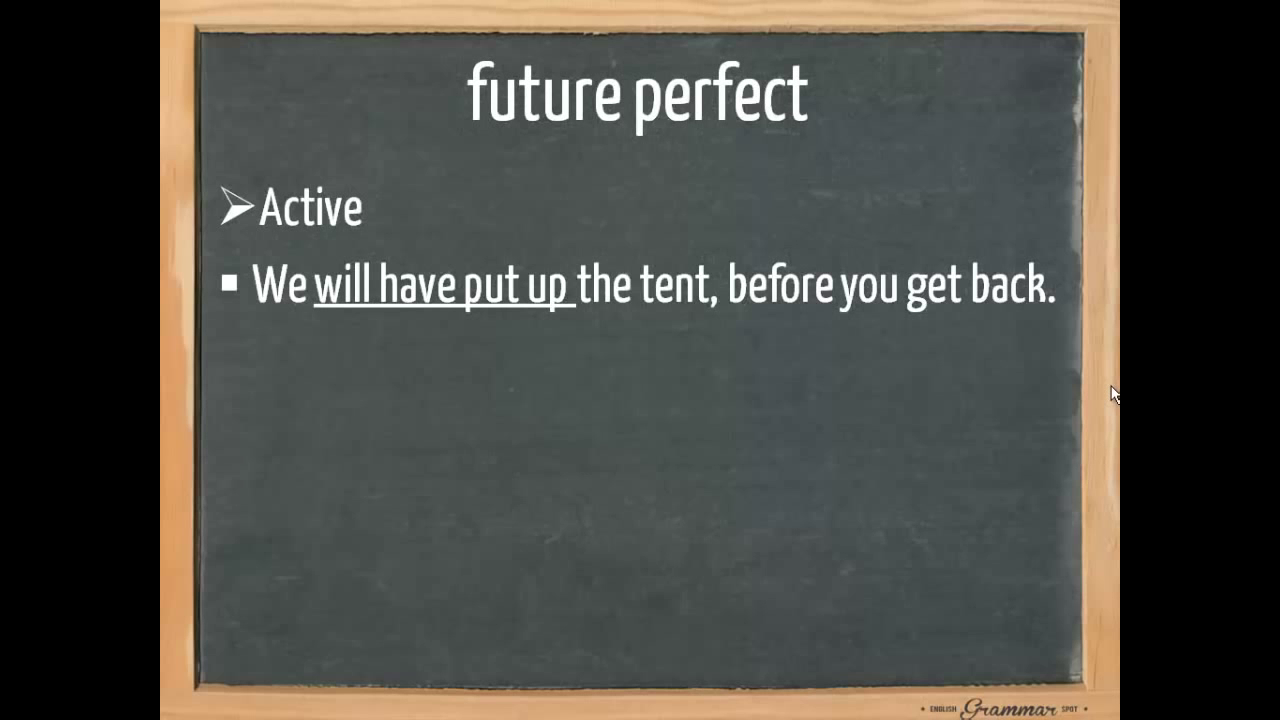 future perfect
Active
We will have put up the tent, before you get back.
ENGLISH Grammar SPOT